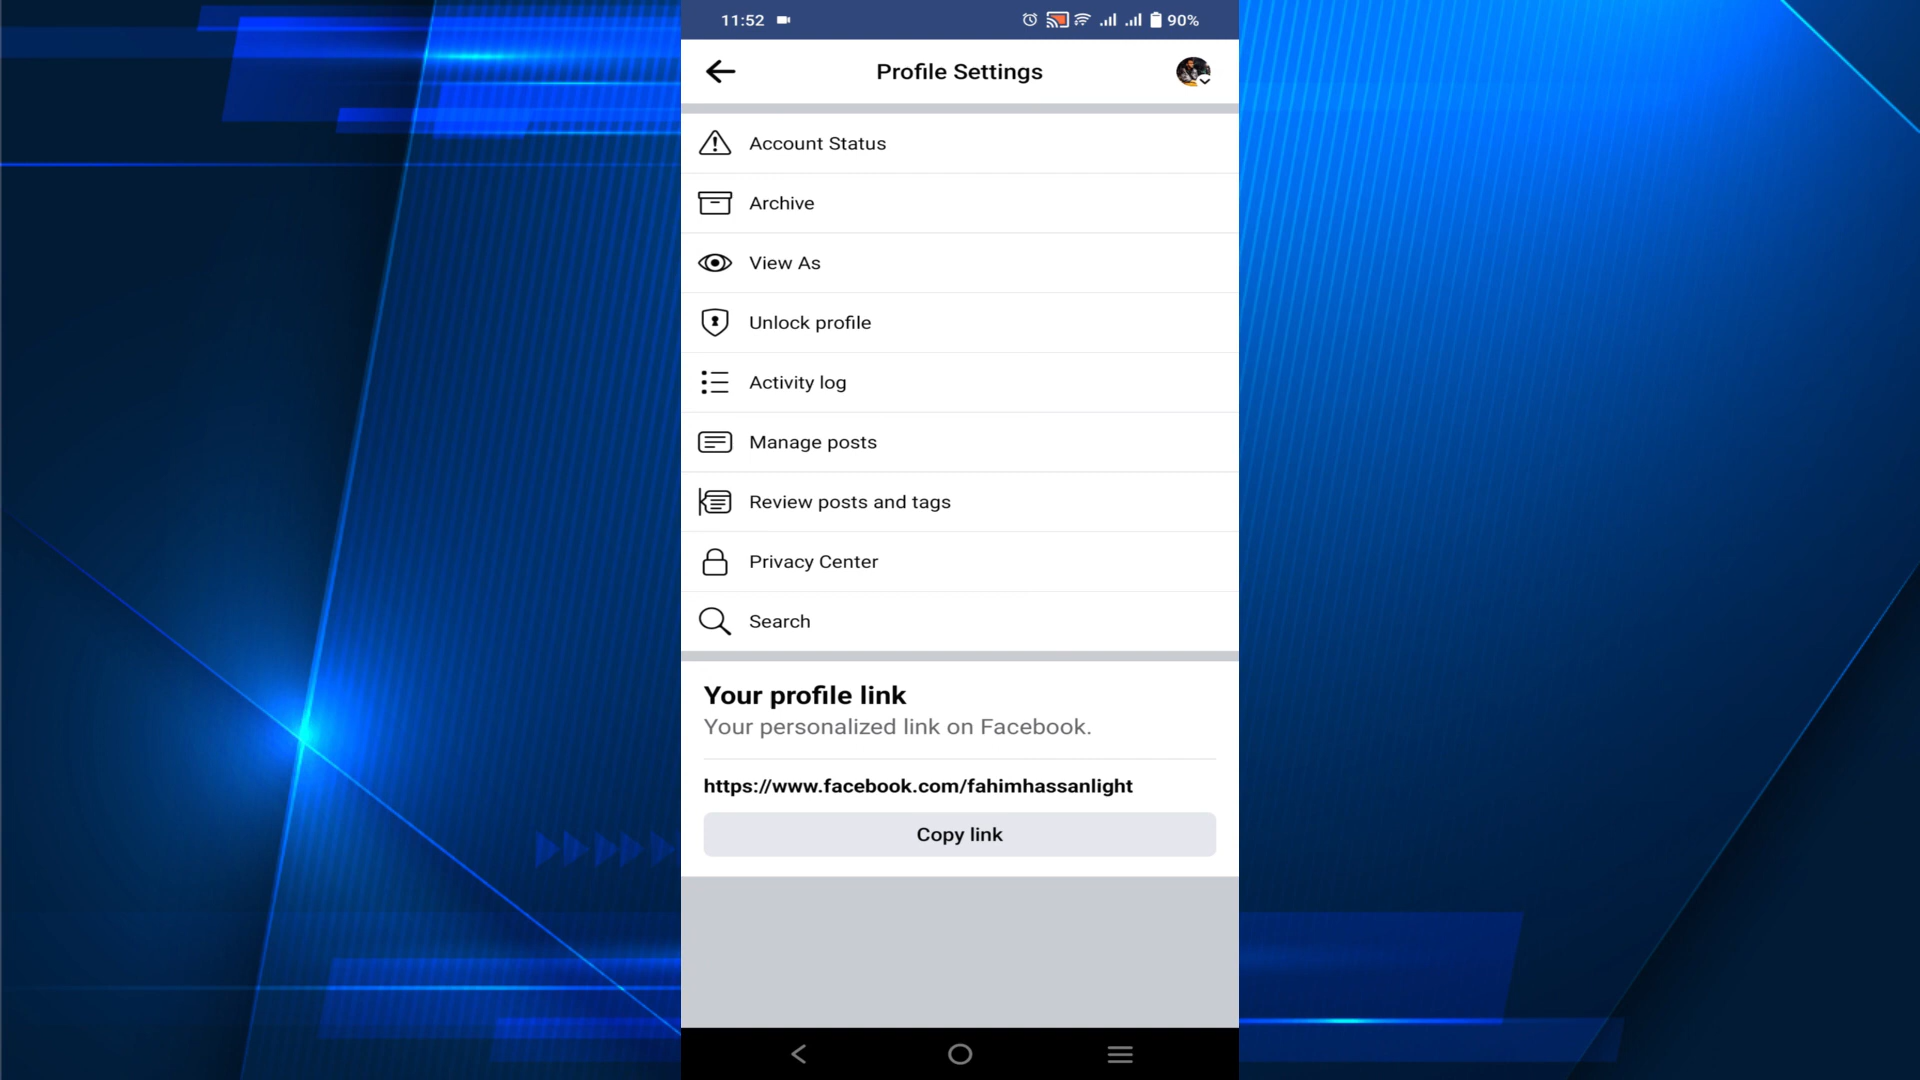 11:52 90%
Profile Settings
Account Status
Archive
View As
Unlock profile
Activity log
Manage posts
Review posts and tags
Privacy Center
Search
Your profile link
Your personalized link on Facebook.
https://www.facebook.com/fahimhassanlight
Copy link